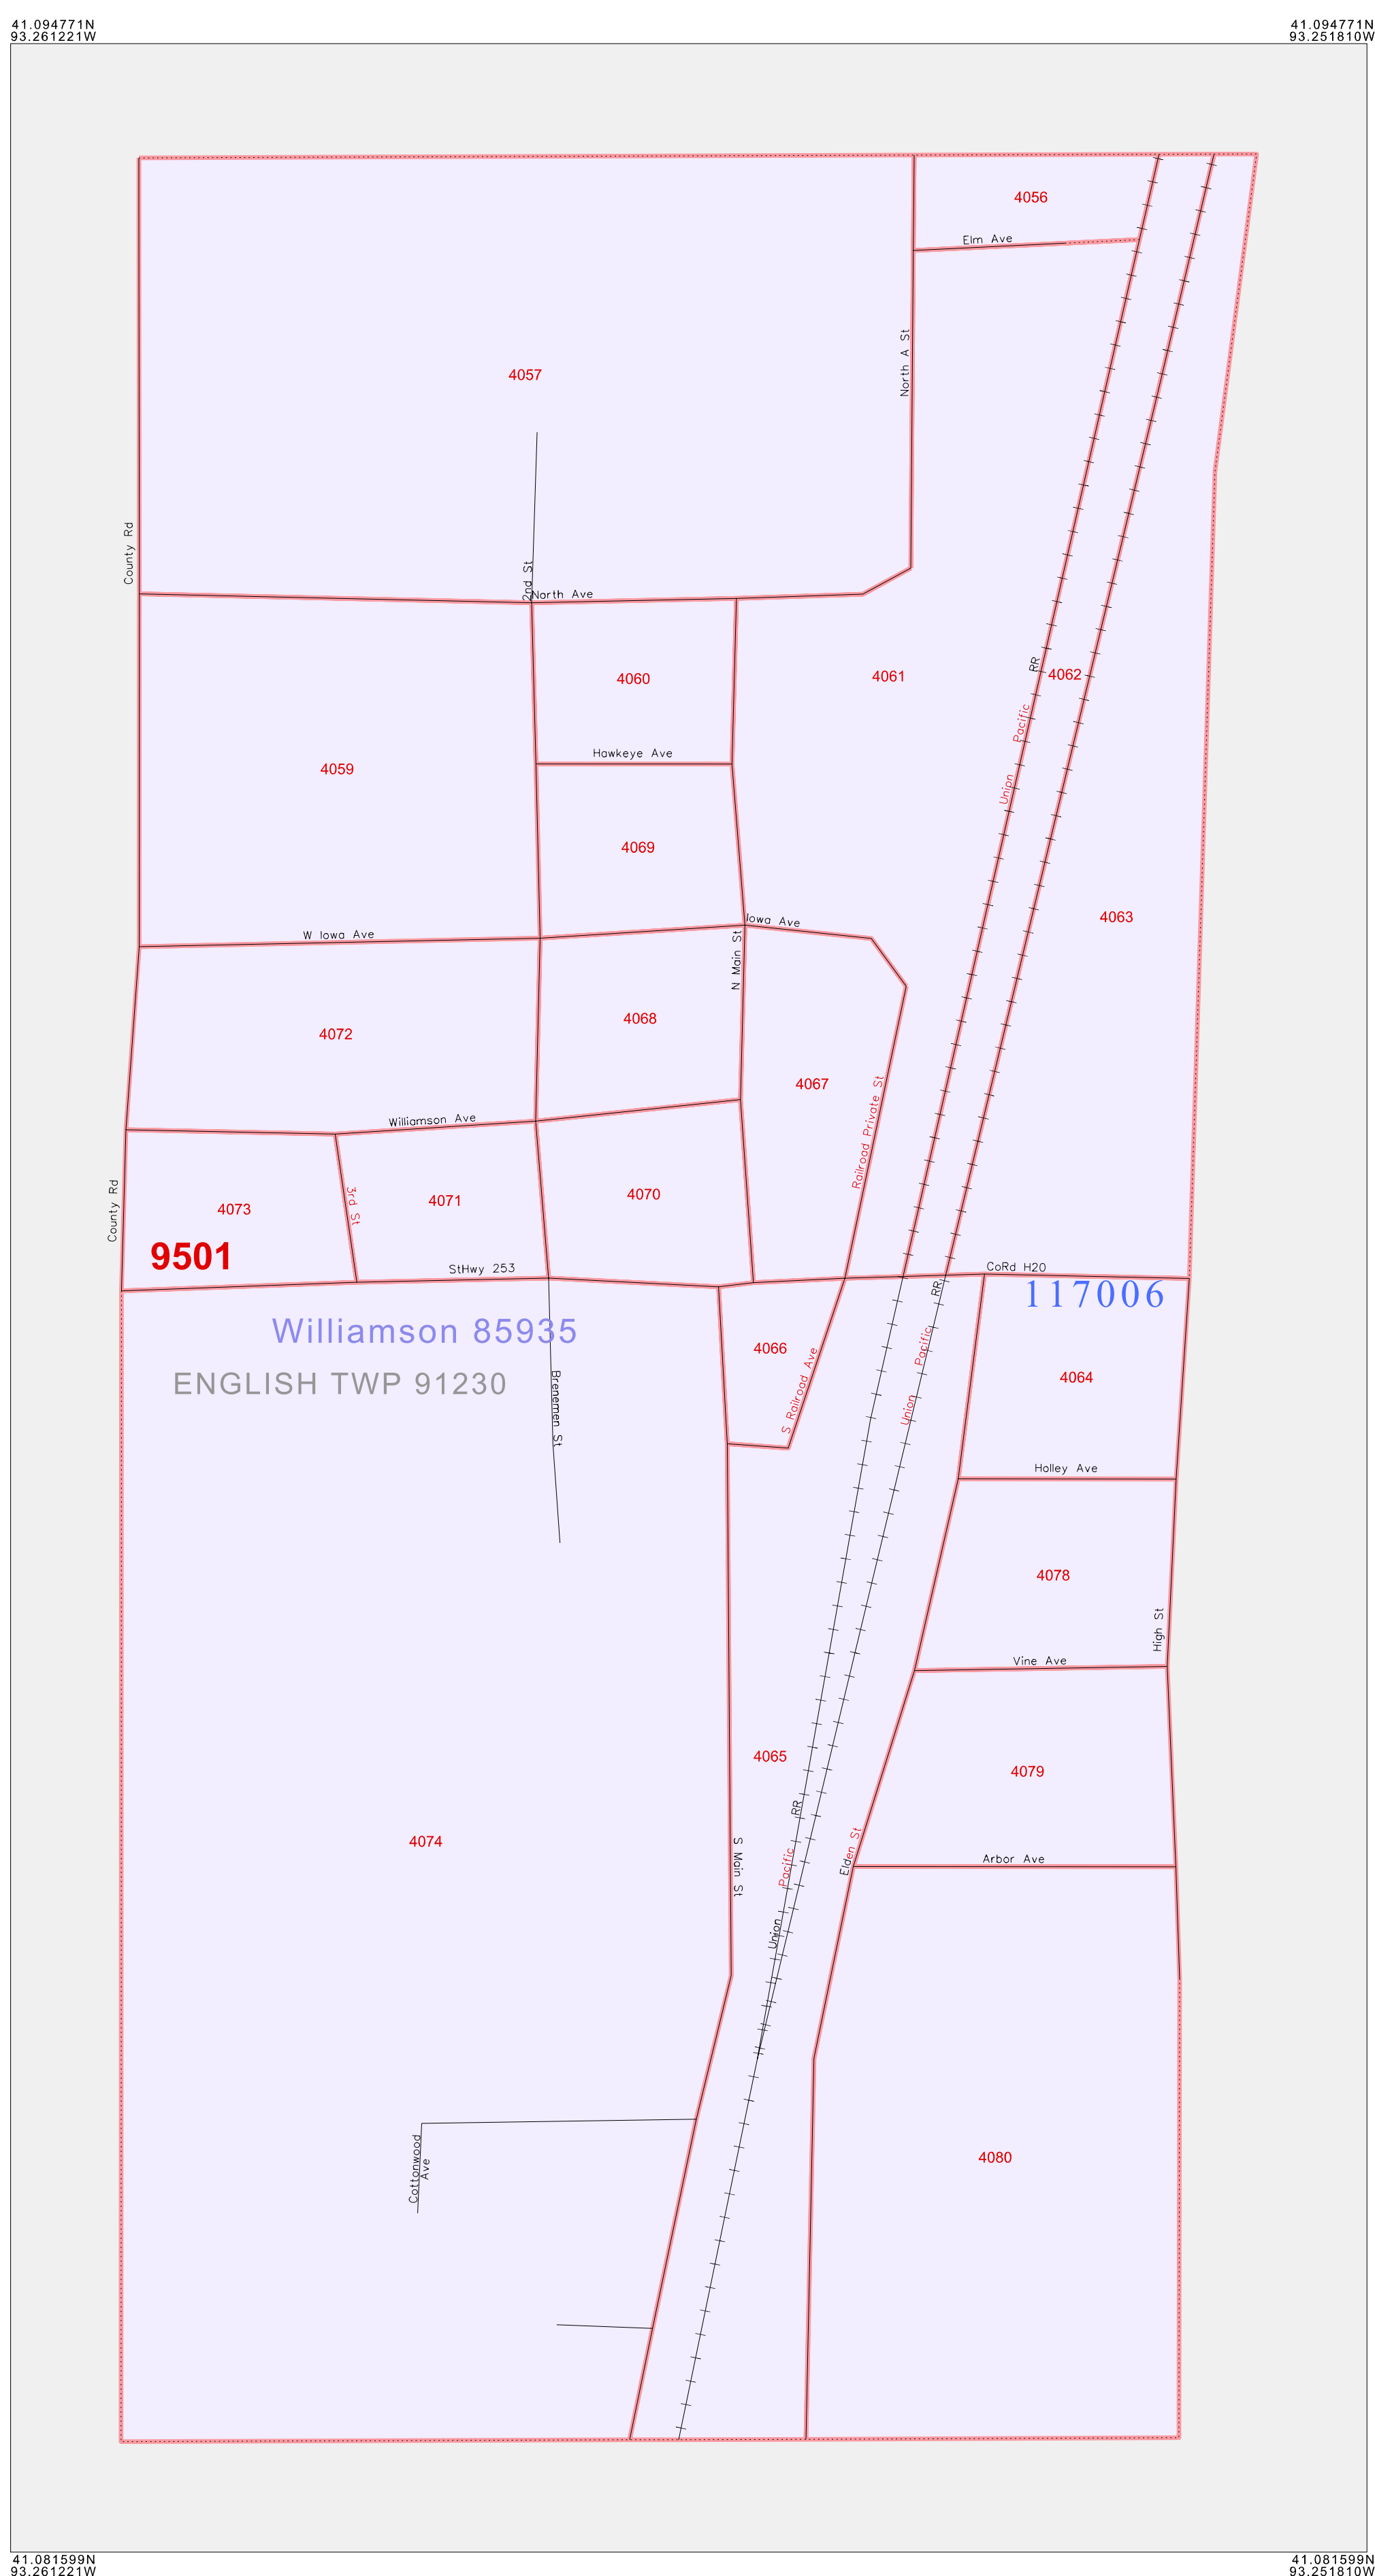 41.094771N
93.261221W
41.094771N
93.251810W
4056
Elm Ave
North A St
4057
County Rd
2nd St
North Ave
4060
4061
RR
4062
Pacific
Union
Hawkeye Ave
4059
4069
4063
Iowa Ave
W Iowa Ave
N Main St
4068
4072
4067
Railroad Private St
Williamson Ave
County Rd
3rd St
4073
4071
4070
9501
StHwy 253
CoRd H20
RR
117006
Williamson 85935
Pacific
4066
ENGLISH TWP 91230
4064
Union
S Railroad Ave
Brenemen St
Holley Ave
4078
High St
Vine Ave
4065
4079
RR
4074
Elden St
Pacific
S Main St
Arbor Ave
Union
Cottonwood
Ave
4080
41.081599N
93.261221W
41.081599N
93.251810W